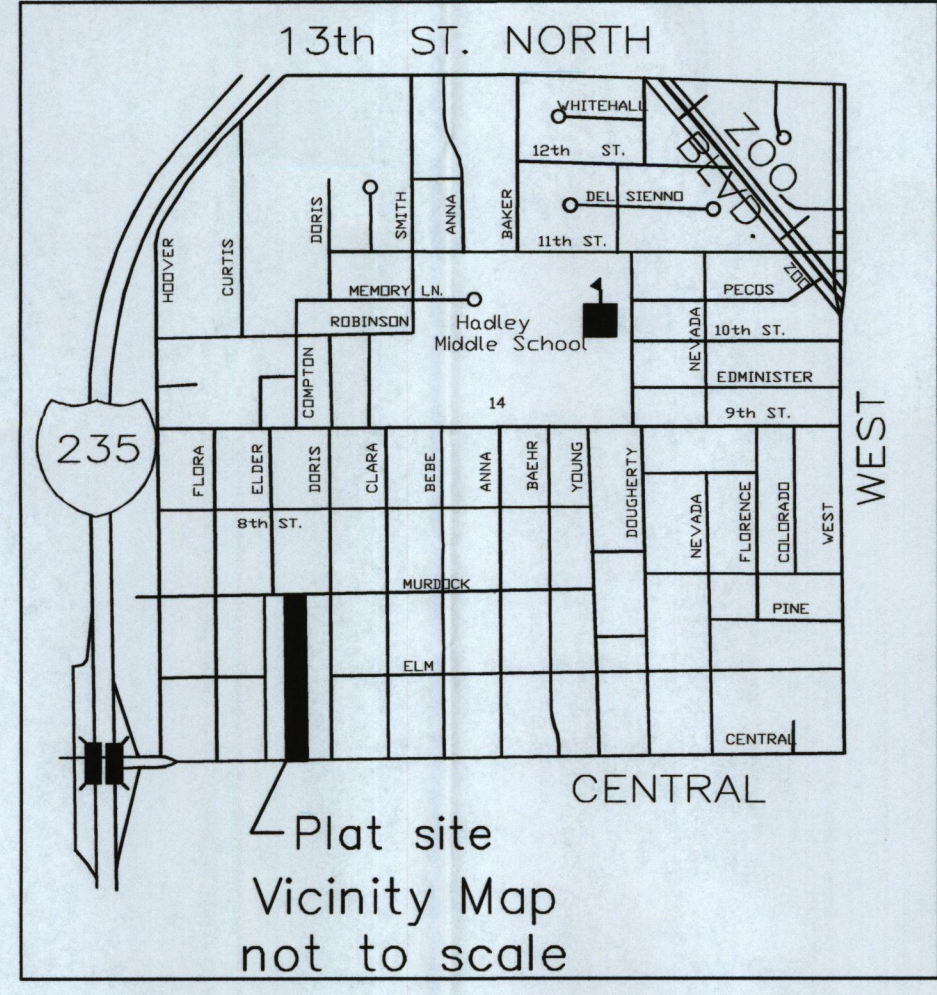 13th ST. NORTH
WHITEHALL
12th ST.
ZOO BLVD.
DEL SIENNO
DORIS
SMITH
ANNA
BAKER
11th ST.
HOOVER
CURTIS
ZOO
MEMORY LN.
PECOS
ROBINSON
Hadley
Middle School
NEVADA
10th ST.
COMPTON
EDMINISTER
14
9th ST.
WEST
235
FLORA
ELDER
DORIS
CLARA
BEBE
ANNA
BAEHR
YOUNG
DOUGHERTY
NEVADA
FLORENCE
COLORADO
WEST
8th ST.
MURDOCK
PINE
ELM
CENTRAL
CENTRAL
Plat site
Vicinity Map
not to scale